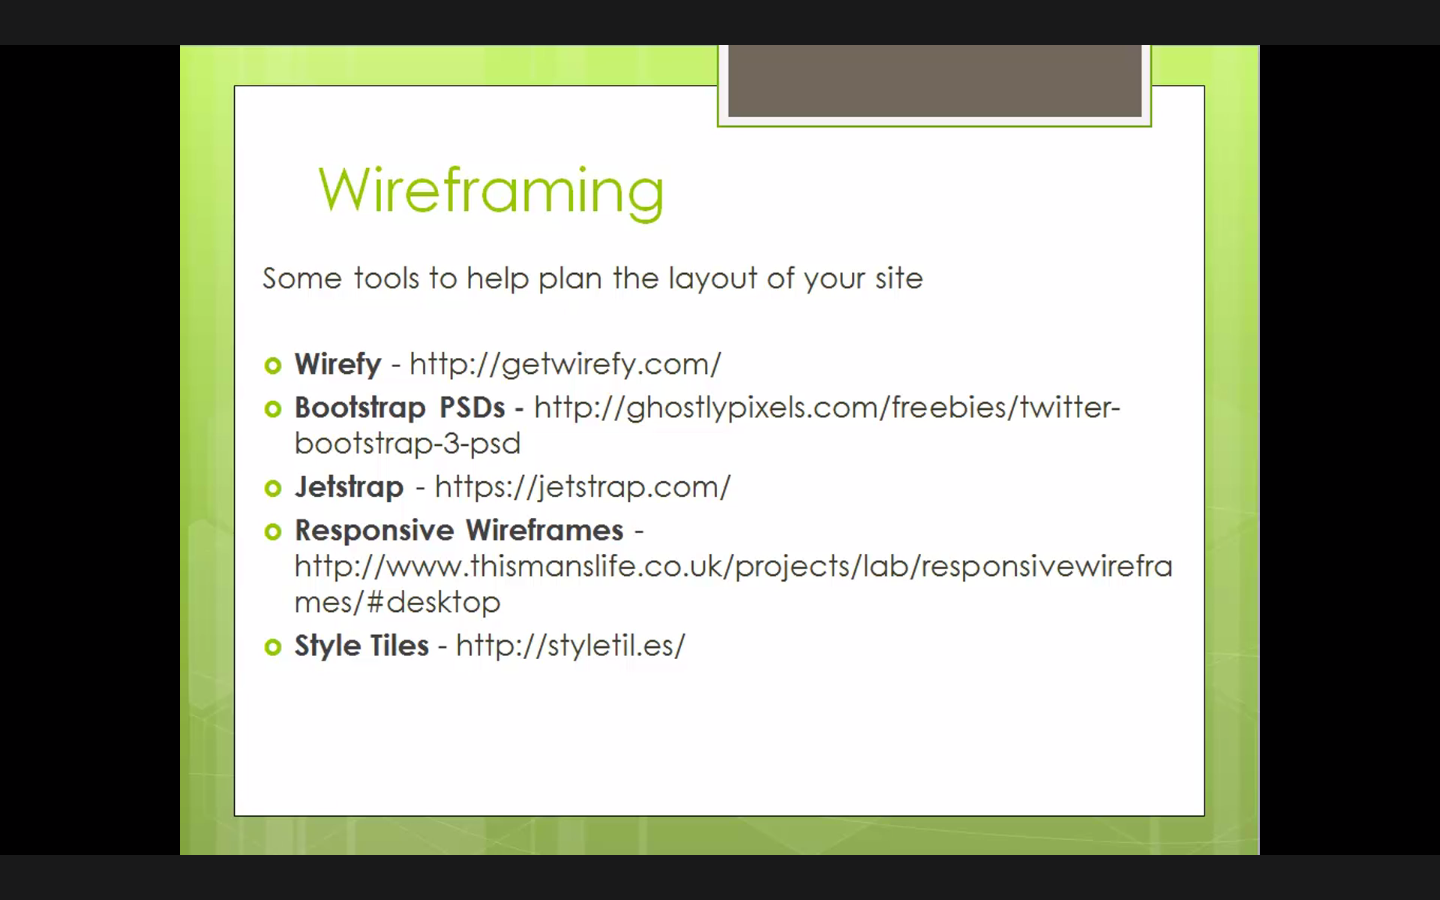 Wireframing
Some tools to help plan the layout of your site
Wirefy - http://getwirefy.com/
Bootstrap PSDs - http://ghostlypixels.com/freebies/twitter-
bootstrap-3-psd
Jetstrap - https://jetstrap.com/
Responsive Wireframes -
http://www.thismanslife.co.uk/projects/lab/responsivewirefra
mes/#desktop
Style Tiles - http://styletil.es/